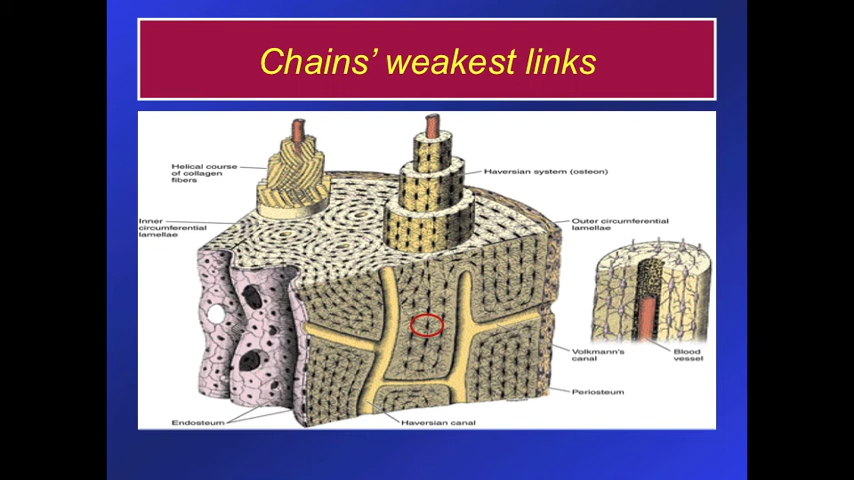 Chains’ weakest links
Helical course
of collagen
fibers
Haversian system (osteon)
Inner
circumferential
lamellae
Outer circumferential
lamellae
Volkmann's
canal
Blood
vessel
Periosteum
Endosteum
Haversian canal